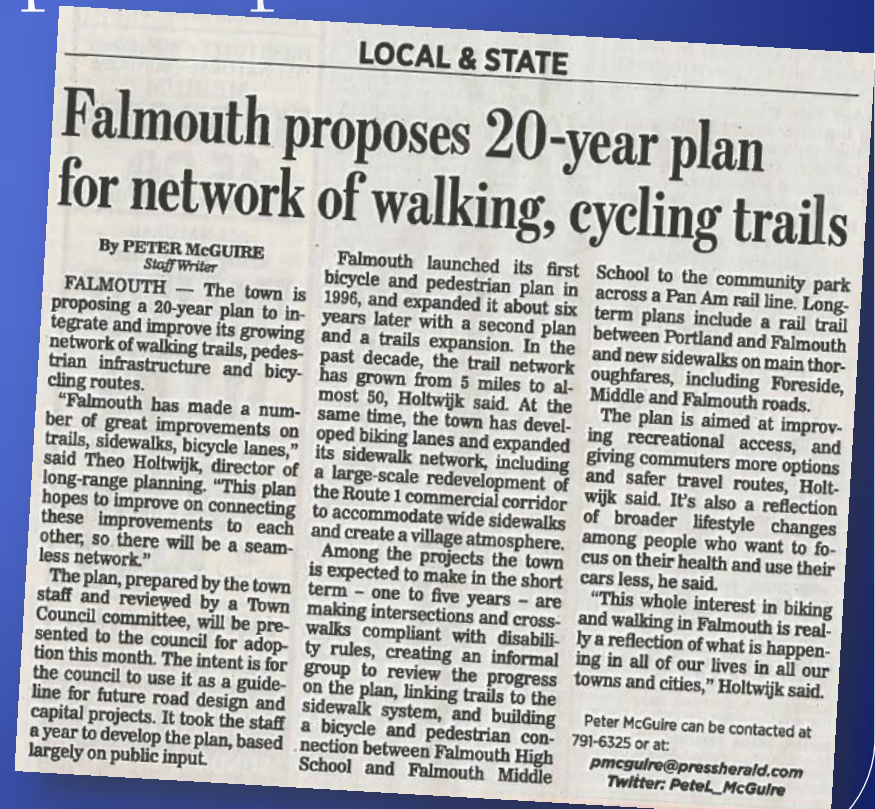 LOCAL & STATE
Falmouth proposes 20-year plan
for network of walking, cycling trails
By PETER McGUIRE
Staff Writer
FALMOUTH — The town is
proposing a 20-year plan to in-
tegrate and improve its growing
network of walking trails, pedes-
trian infrastructure and bicy-
cling routes.
“Falmouth has made a num-
ber of great improvements on
trails, sidewalks, bicycle lanes,”
said Theo Holtwijk, director of
long-range planning. “This plan
hopes to improve on connecting
these improvements to each
other, so there will be a seam-
less network.”
The plan, prepared by the town
staff and reviewed by a Town
Council committee, will be pre-
sented to the council for adop-
tion this month. The intent is for
the council to use it as a guide-
line for future road design and
capital projects. It took the staff
a year to develop the plan, based
largely on public input.
Falmouth launched its first
bicycle and pedestrian plan in
1996, and expanded it about six
years later with a second plan
and a trails expansion. In the
past decade, the trail network
has grown from 5 miles to al-
most 50, Holtwijk said. At the
same time, the town has devel-
oped biking lanes and expanded
its sidewalk network, including
a large-scale redevelopment of
the Route 1 commercial corridor
to accommodate wide sidewalks
and create a village atmosphere.
Among the projects the town
is expected to make in the short
term – one to five years – are
making intersections and cross-
walks compliant with disabili-
ty rules, creating an informal
group to review the progress
on the plan, linking trails to the
sidewalk system, and building
a bicycle and pedestrian con-
nection between Falmouth High
School and Falmouth Middle
School to the community park
across a Pan Am rail line. Long-
term plans include a rail trail
between Portland and Falmouth
and new sidewalks on main thor-
oughfares, including Foreside,
Middle and Falmouth roads.
The plan is aimed at improv-
ing recreational access, and
giving commuters more options
and safer travel routes, Holt-
wijk said. It’s also a reflection
of broader lifestyle changes
among people who want to fo-
cus on their health and use their
cars less, he said.
“This whole interest in biking
and walking in Falmouth is real-
ly a reflection of what is happen-
ing in all of our lives in all our
towns and cities,” Holtwijk said.
Peter McGuire can be contacted at
791-6325 or at:
pmcguire@pressherald.com
Twitter: PeteL_McGuire